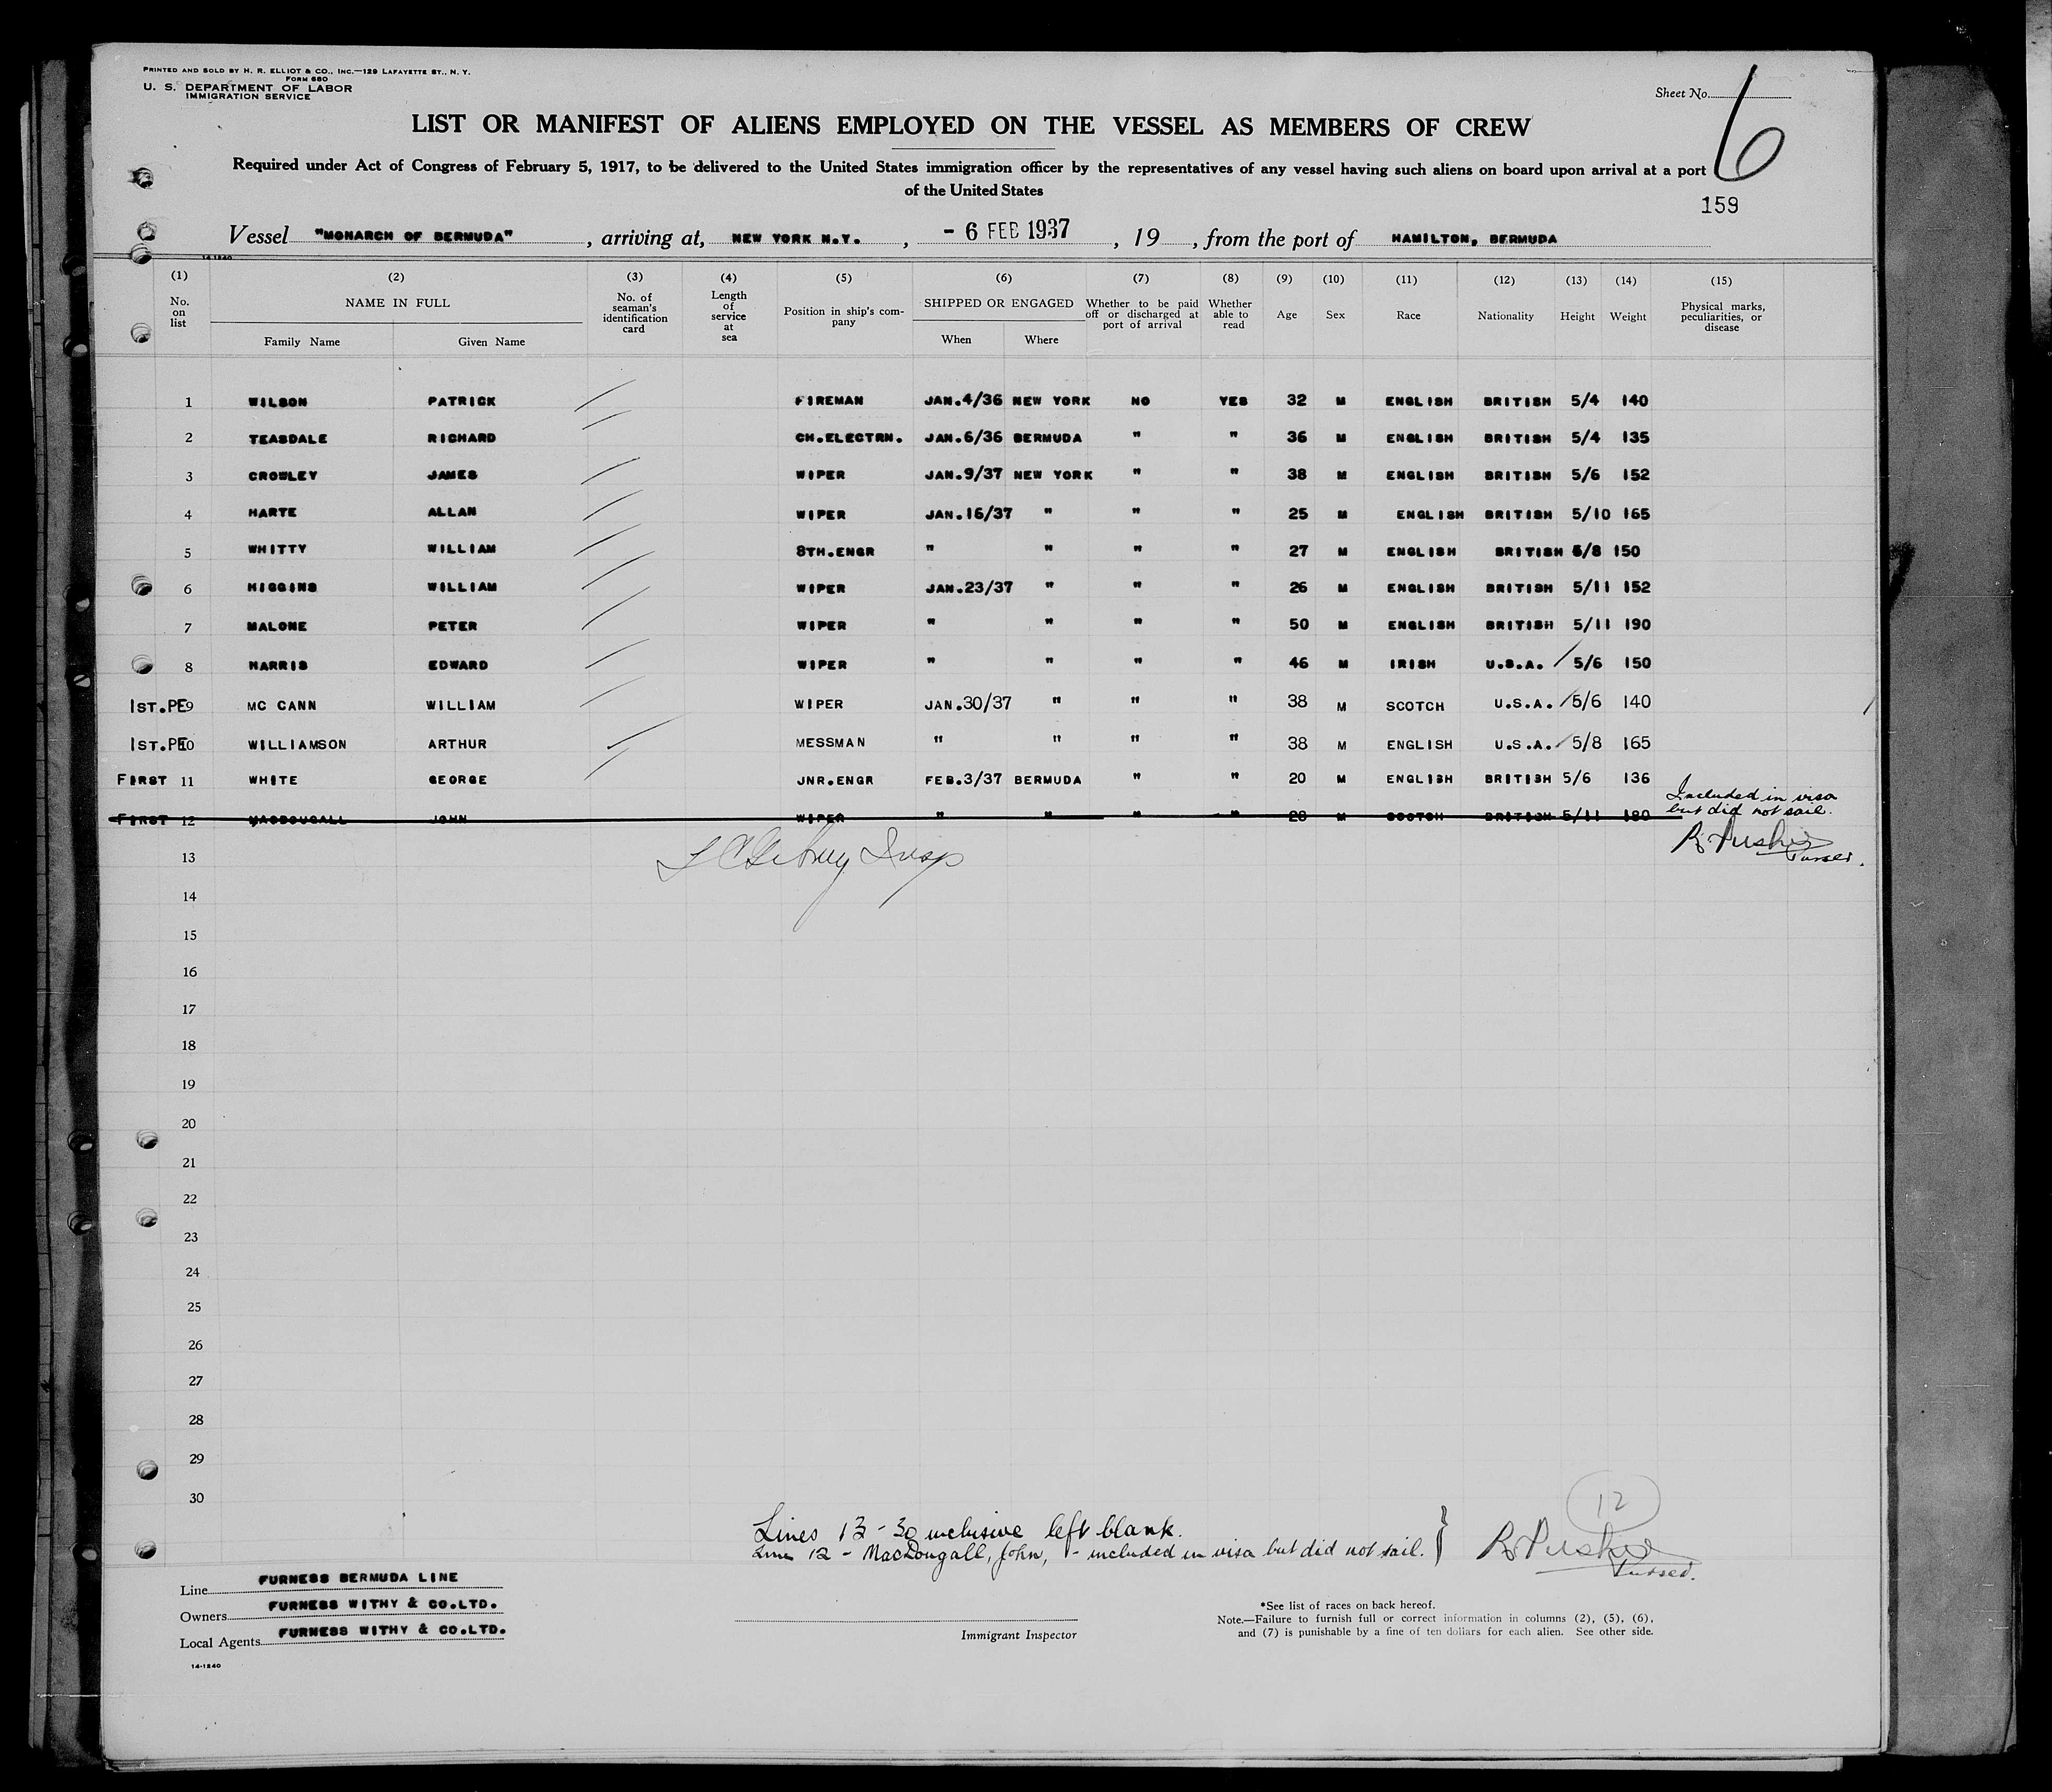 PRINTED AND SOLD BY H. R. ELLIOT & CO., INC.—129 LAFAYETTE ST., N. Y.
FORM 680
U. S. DEPARTMENT OF LABOR
IMMIGRATION SERVICE
Sheet No. 6
LIST OR MANIFEST OF ALIENS EMPLOYED ON THE VESSEL AS MEMBERS OF CREW
Required under Act of Congress of February 5, 1917, to be delivered to the United States immigration officer by the representatives of any vessel having such aliens on board upon arrival at a port
of the United States
159
Vessel "MONARCH OF BERMUDA", arriving at, NEW YORK N.Y., - 6 FEB 1937, 19, from the port of HAMILTON, BERMUDA
14-1240
(1) (2) (3) (4) (5) (6) (7) (8) (9) (10) (11) (12) (13) (14) (15)
No. on list NAME IN FULL Family Name Given Name No. of seaman's identification card Length of service at sea Position in ship's company SHIPPED OR ENGAGED When Where Whether to be paid off or discharged at port of arrival Whether able to read Age Sex Race Nationality Height Weight Physical marks, peculiarities, or disease
1 WILSON PATRICK FIREMAN JAN.4/36 NEW YORK NO YES 32 M ENGLISH BRITISH 5/4 140
2 TEASDALE RICHARD CH.ELECTRN. JAN.6/36 BERMUDA " " 36 M ENGLISH BRITISH 5/4 135
3 CROWLEY JAMES WIPER JAN.9/37 NEW YORK " " 38 M ENGLISH BRITISH 5/6 152
4 HARTE ALLAN WIPER JAN.16/37 " " " 25 M ENGLISH BRITISH 5/10 165
5 WHITTY WILLIAM 8TH.ENGR " " " " 27 M ENGLISH BRITISH 5/8 150
6 HIGGINS WILLIAM WIPER JAN.23/37 " " " 26 M ENGLISH BRITISH 5/11 152
7 MALONE PETER WIPER " " " " 50 M ENGLISH BRITISH 5/11 190
8 HARRIS EDWARD WIPER " " " " 46 M IRISH U.S.A. 5/6 150
1ST.PE 9 MC CANN WILLIAM WIPER JAN.30/37 " " " 38 M SCOTCH U.S.A. 5/6 140
1ST.PE 10 WILLIAMSON ARTHUR MESSMAN " " " " 38 M ENGLISH U.S.A. 5/8 165
FIRST 11 WHITE GEORGE JNR.ENGR FEB.3/37 BERMUDA " " 20 M ENGLISH BRITISH 5/6 136
FIRST 12 MACDOUGALL JOHN WIPER " " " " 28 M SCOTCH BRITISH 5/11 180 Included in visa
but did not sail.
Purser.
13
14
15
16
17
18
19
20
21
22
23
24
25
26
27
28
29
30
12
Lines 13 - 30 inclusive left blank.
Line 12 - MacDougall, John, - included in visa but did not sail.
Purser.
Line FURNESS BERMUDA LINE
Owners FURNESS WITHY & CO.LTD.
Local Agents FURNESS WITHY & CO.LTD.
14-1240
Immigrant Inspector
*See list of races on back hereof.
Note.—Failure to furnish full or correct information in columns (2), (5), (6),
and (7) is punishable by a fine of ten dollars for each alien. See other side.